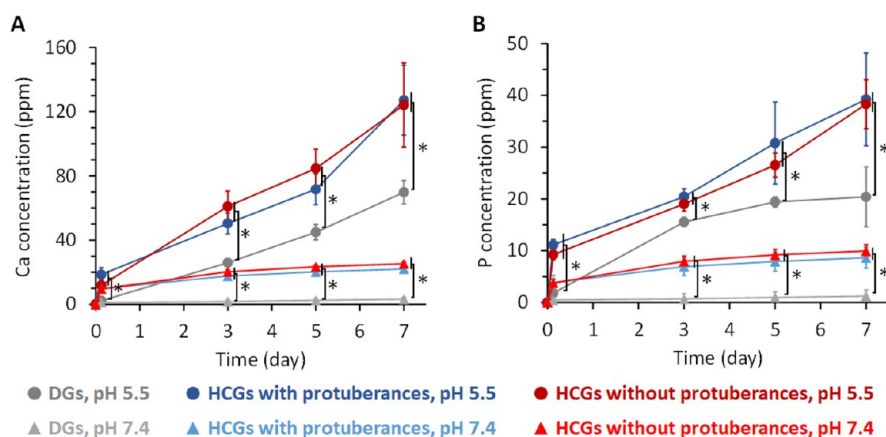 A
Ca concentration (ppm)
160
120
80
40
0
0 1 2 3 4 5 6 7
Time (day)
* * * * * * *
B
P concentration (ppm)
50
40
30
20
10
0
0 1 2 3 4 5 6 7
Time (day)
* * * * * * *
DGs, pH 5.5 HCGs with protuberances, pH 5.5 HCGs without protuberances, pH 5.5
DGs, pH 7.4 HCGs with protuberances, pH 7.4 HCGs without protuberances, pH 7.4